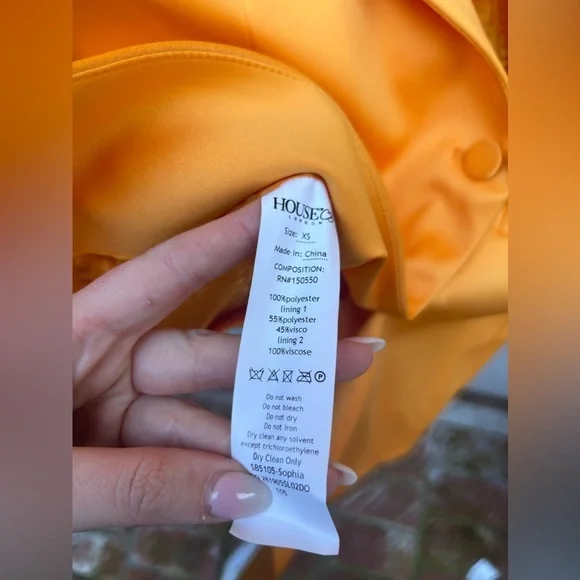 HOUSE OF
LONDON
Size: XS
Made In: China
COMPOSITION:
RN#150550
100%polyester
lining 1
55%polyester
45%visco
lining 2
100%viscose
P
Do not wash
Do not bleach
Do not dry
Do not Iron
Dry clean any solvent
except trichloroethylene
Dry Clean Only
SB5105-Sophia